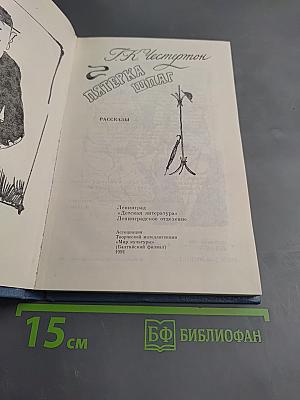 Г.К. Честертон
ПЯТЕРКА
ШПАГ
РАССКАЗЫ
Ленинград
«Детская литература»
Ленинградское отделение
Ассоциация
Творческой интеллигенции
«Мир культуры»
(Балтийский филиал)
1991
15 см
БФ БИБЛИОФАН